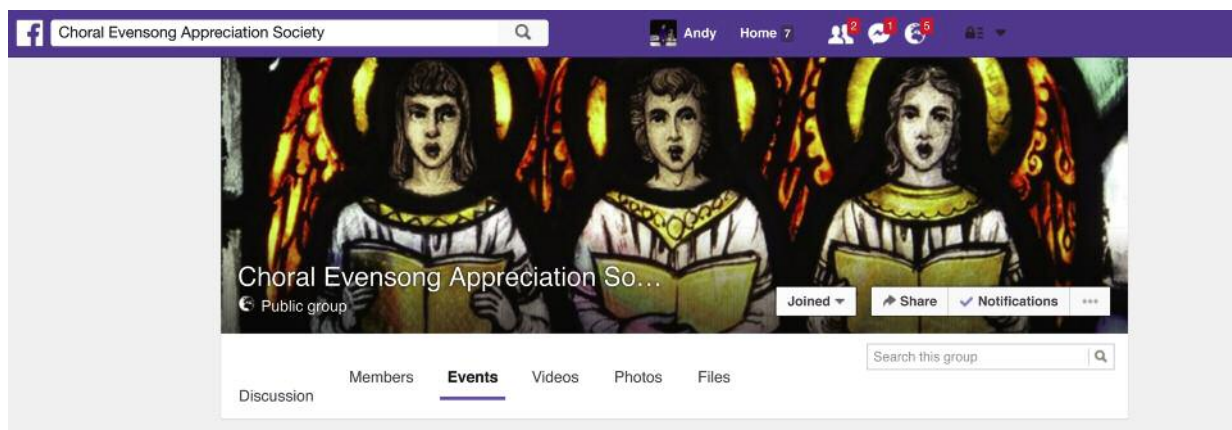 f Choral Evensong Appreciation Society Andy Home 7 2 1 5
Choral Evensong Appreciation So...
Public group
Joined Share Notifications
Search this group
Members Events Videos Photos Files
Discussion